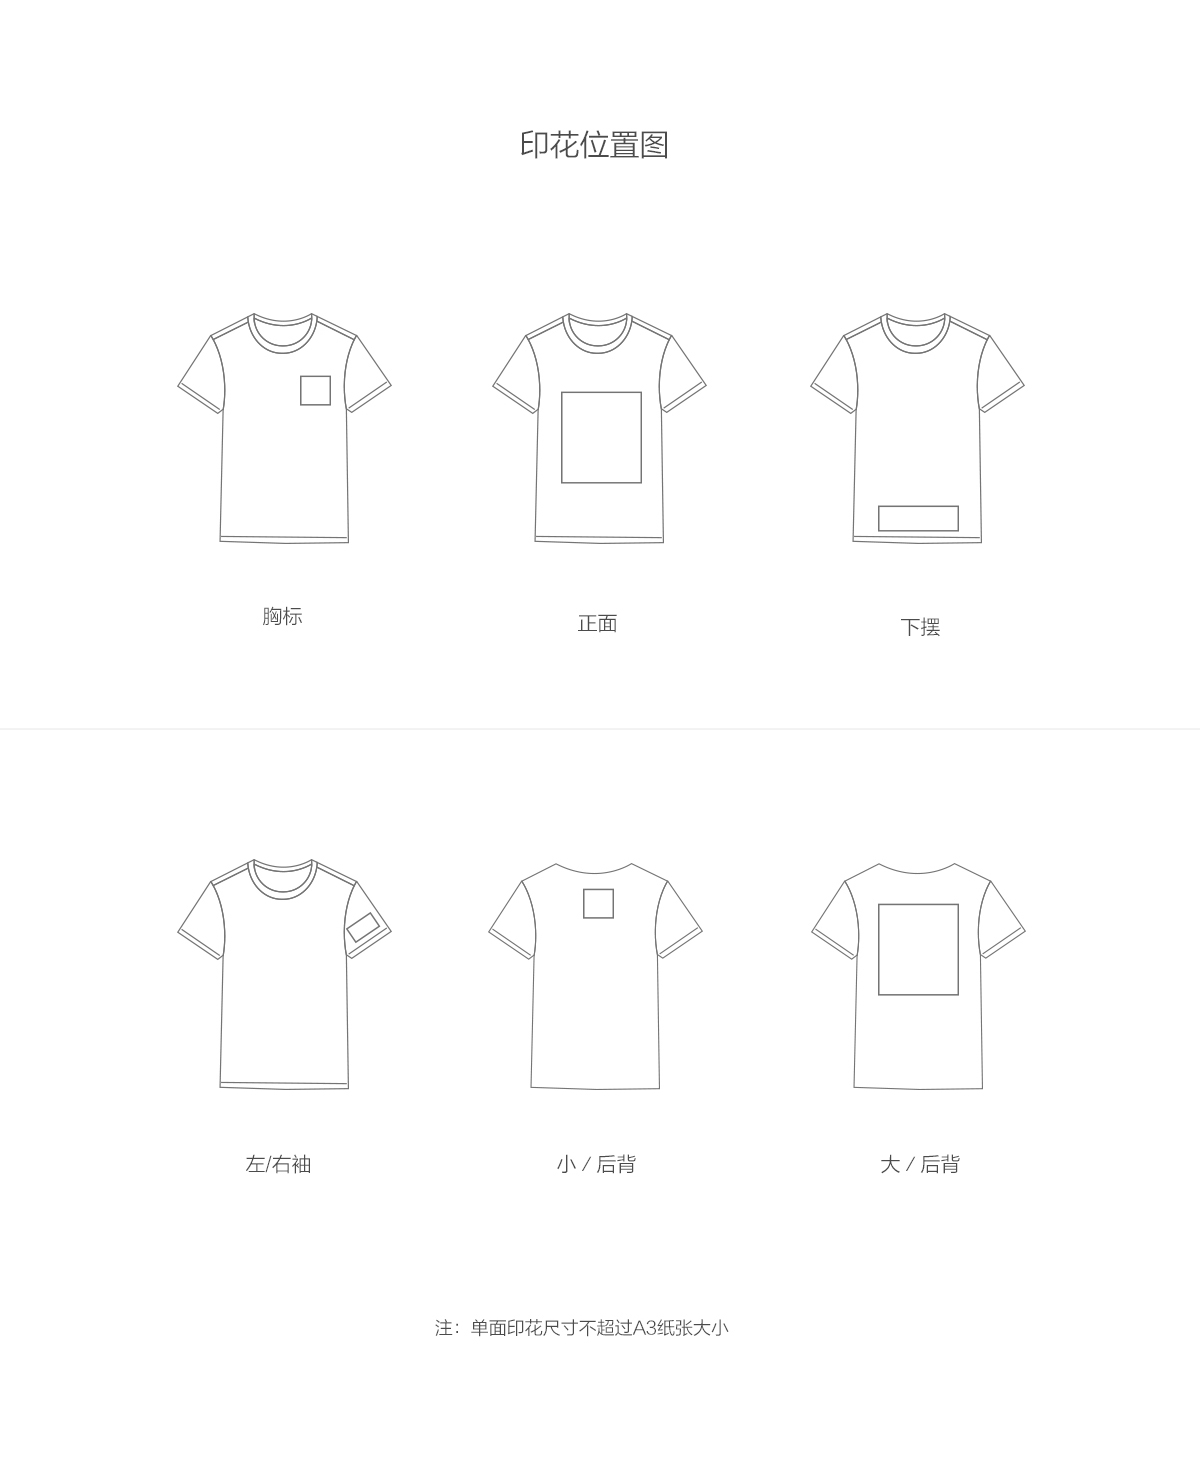 印花位置图
胸标
正面
下摆
左/右袖
小 / 后背
大 / 后背
注：单面印花尺寸不超过A3纸张大小